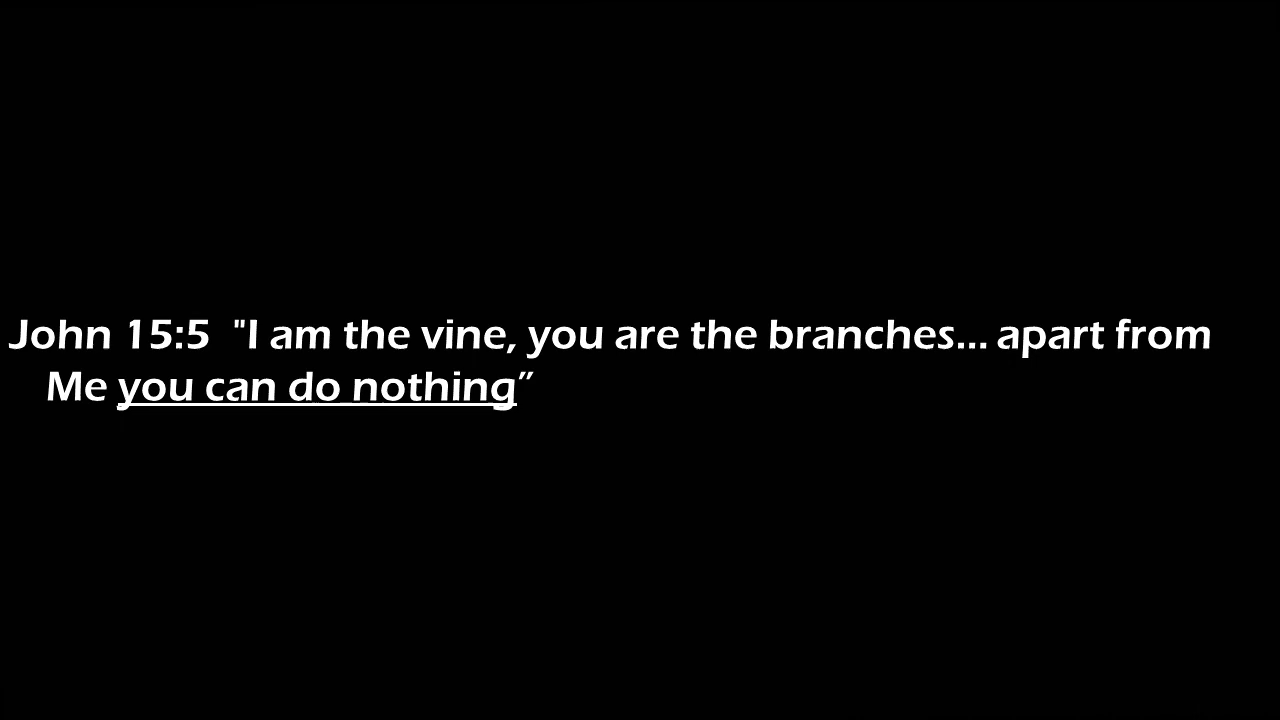 John 15:5  "I am the vine, you are the branches... apart from
Me you can do nothing”